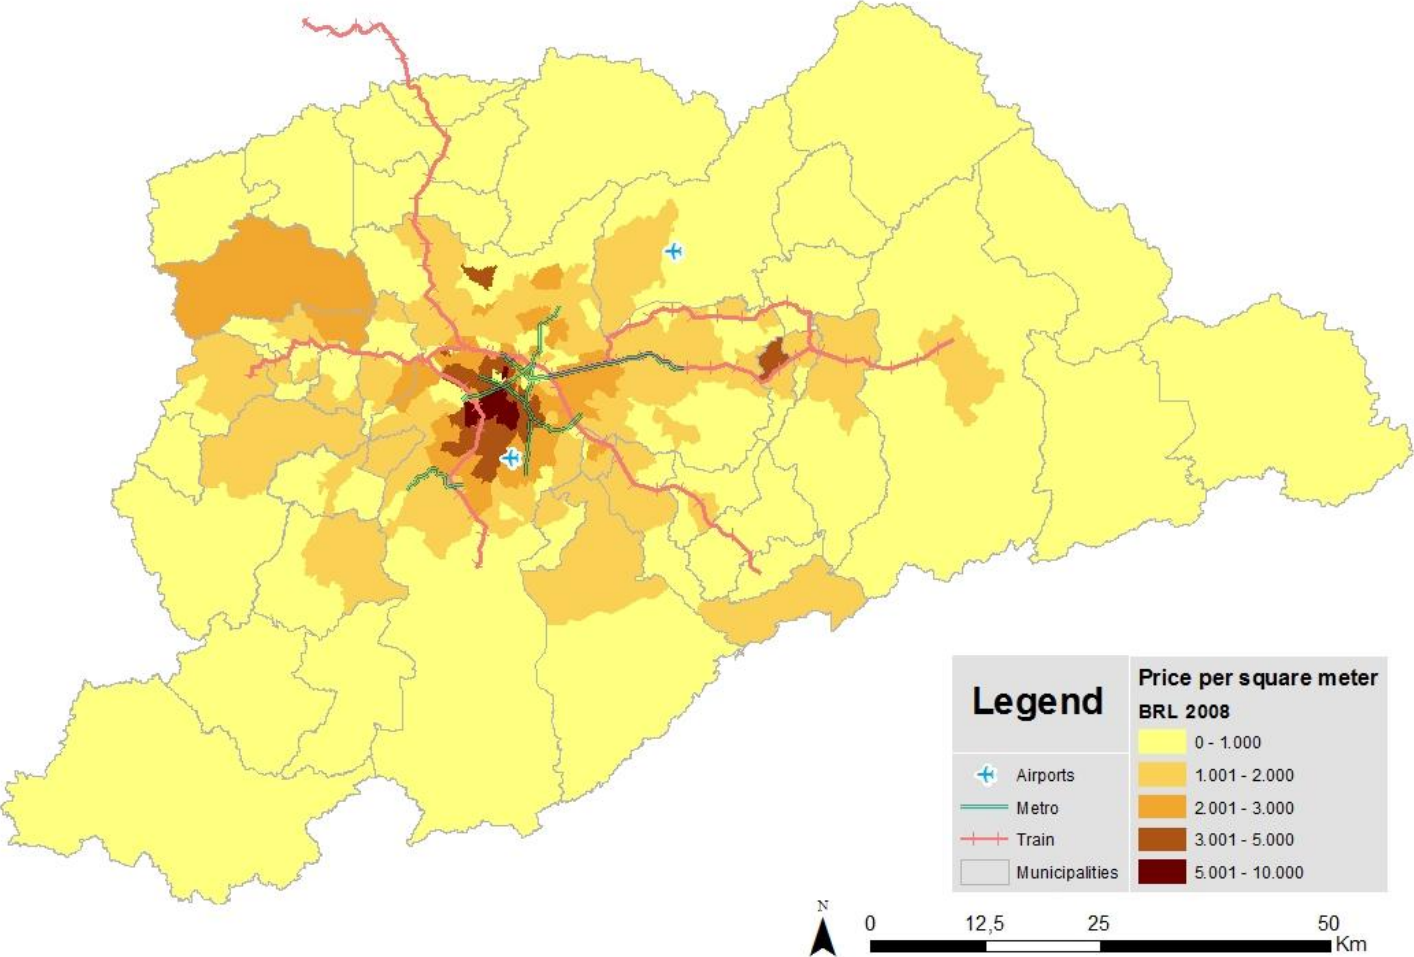 Legend
Airports
Metro
Train
Municipalities
Price per square meter
BRL 2008
0 - 1.000
1.001 - 2.000
2.001 - 3.000
3.001 - 5.000
5.001 - 10.000
N
0 12,5 25 50
Km